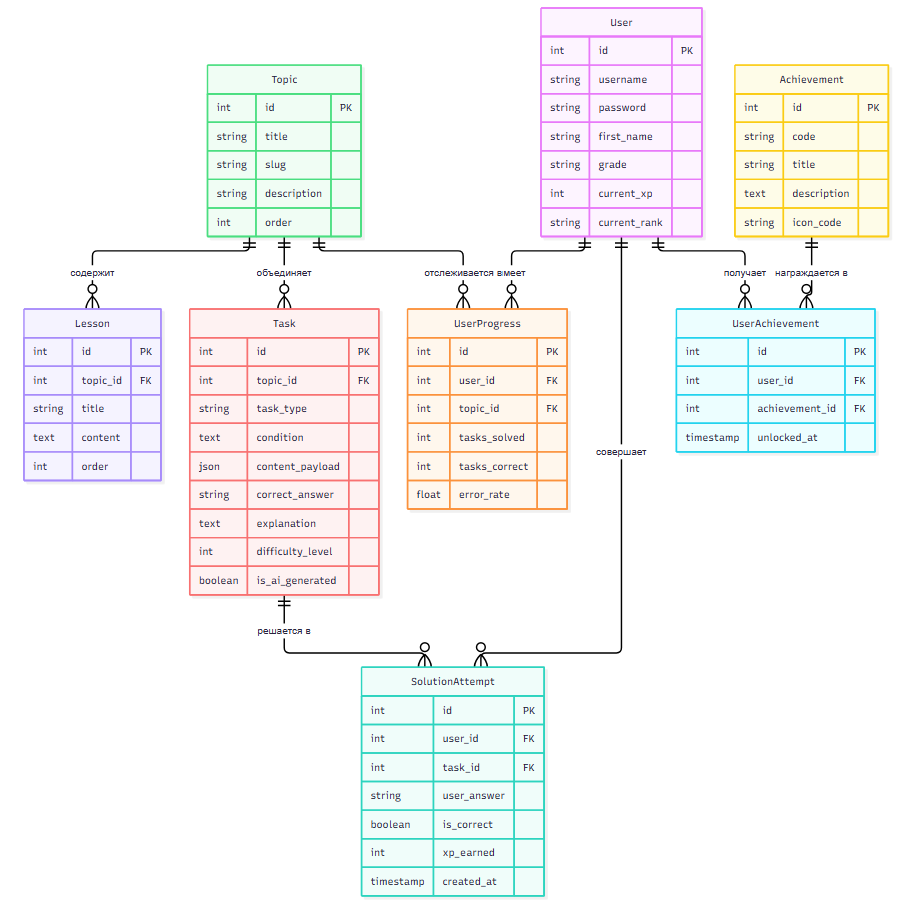 User
int id PK
string username
string password
string first_name
string grade
int current_xp
string current_rank
Topic
int id PK
string title
string slug
string description
int order
Achievement
int id PK
string code
string title
text description
string icon_code
содержит
объединяет
отслеживается в
имеет
получает
награждается в
Lesson
int id PK
int topic_id FK
string title
text content
int order
Task
int id PK
int topic_id FK
string task_type
text condition
json content_payload
string correct_answer
text explanation
int difficulty_level
boolean is_ai_generated
UserProgress
int id PK
int user_id FK
int topic_id FK
int tasks_solved
int tasks_correct
float error_rate
UserAchievement
int id PK
int user_id FK
int achievement_id FK
timestamp unlocked_at
совершает
решается в
SolutionAttempt
int id PK
int user_id FK
int task_id FK
string user_answer
boolean is_correct
int xp_earned
timestamp created_at